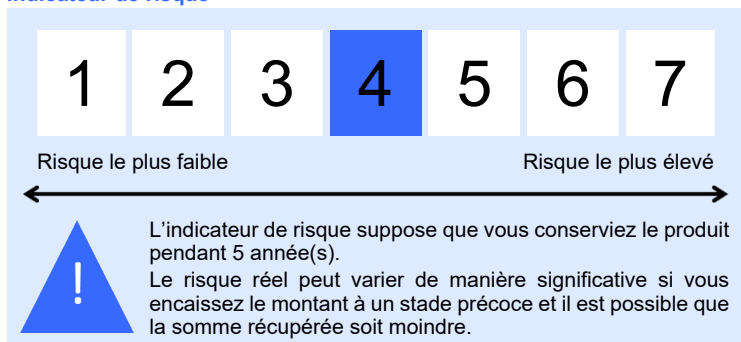 Indicateur de risque
1 2 3 4 5 6 7
Risque le plus faible Risque le plus élevé
!
L'indicateur de risque suppose que vous conserviez le produit
pendant 5 année(s).
Le risque réel peut varier de manière significative si vous
encaissez le montant à un stade précoce et il est possible que
la somme récupérée soit moindre.